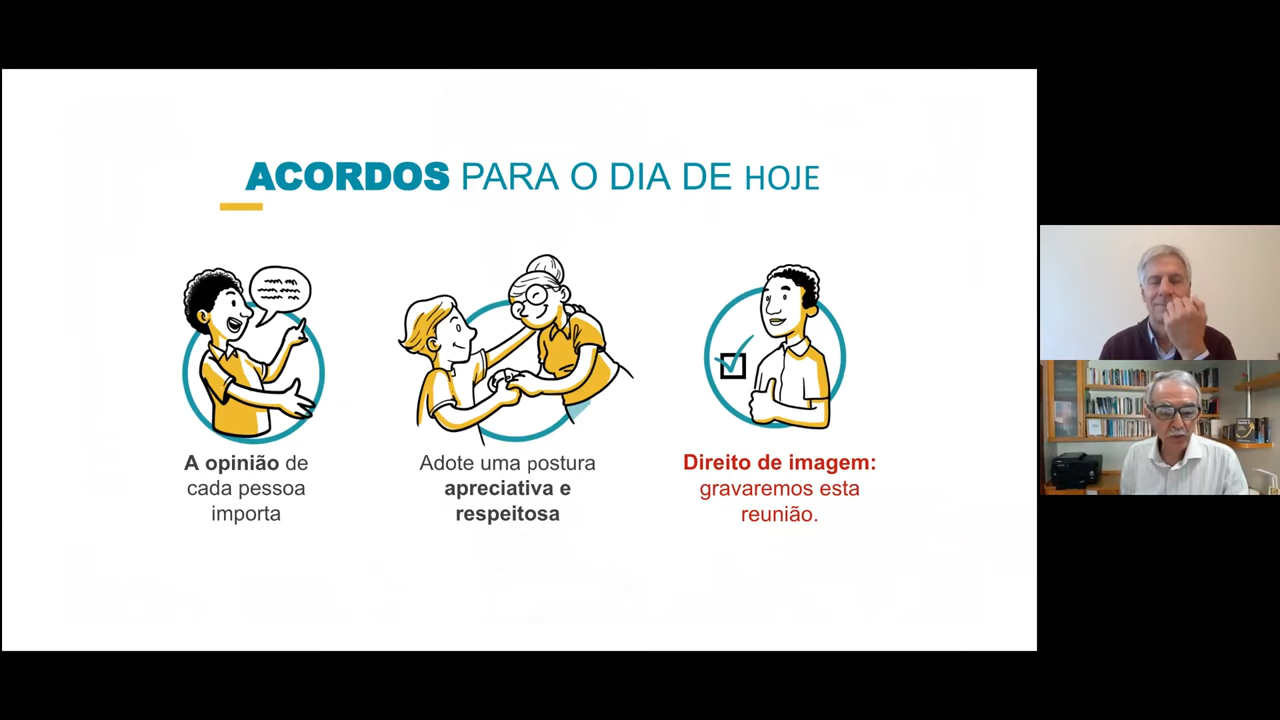 ACORDOS PARA O DIA DE HOJE
A opinião de
cada pessoa
importa
Adote uma postura
apreciativa e
respeitosa
Direito de imagem:
gravaremos esta
reunião.